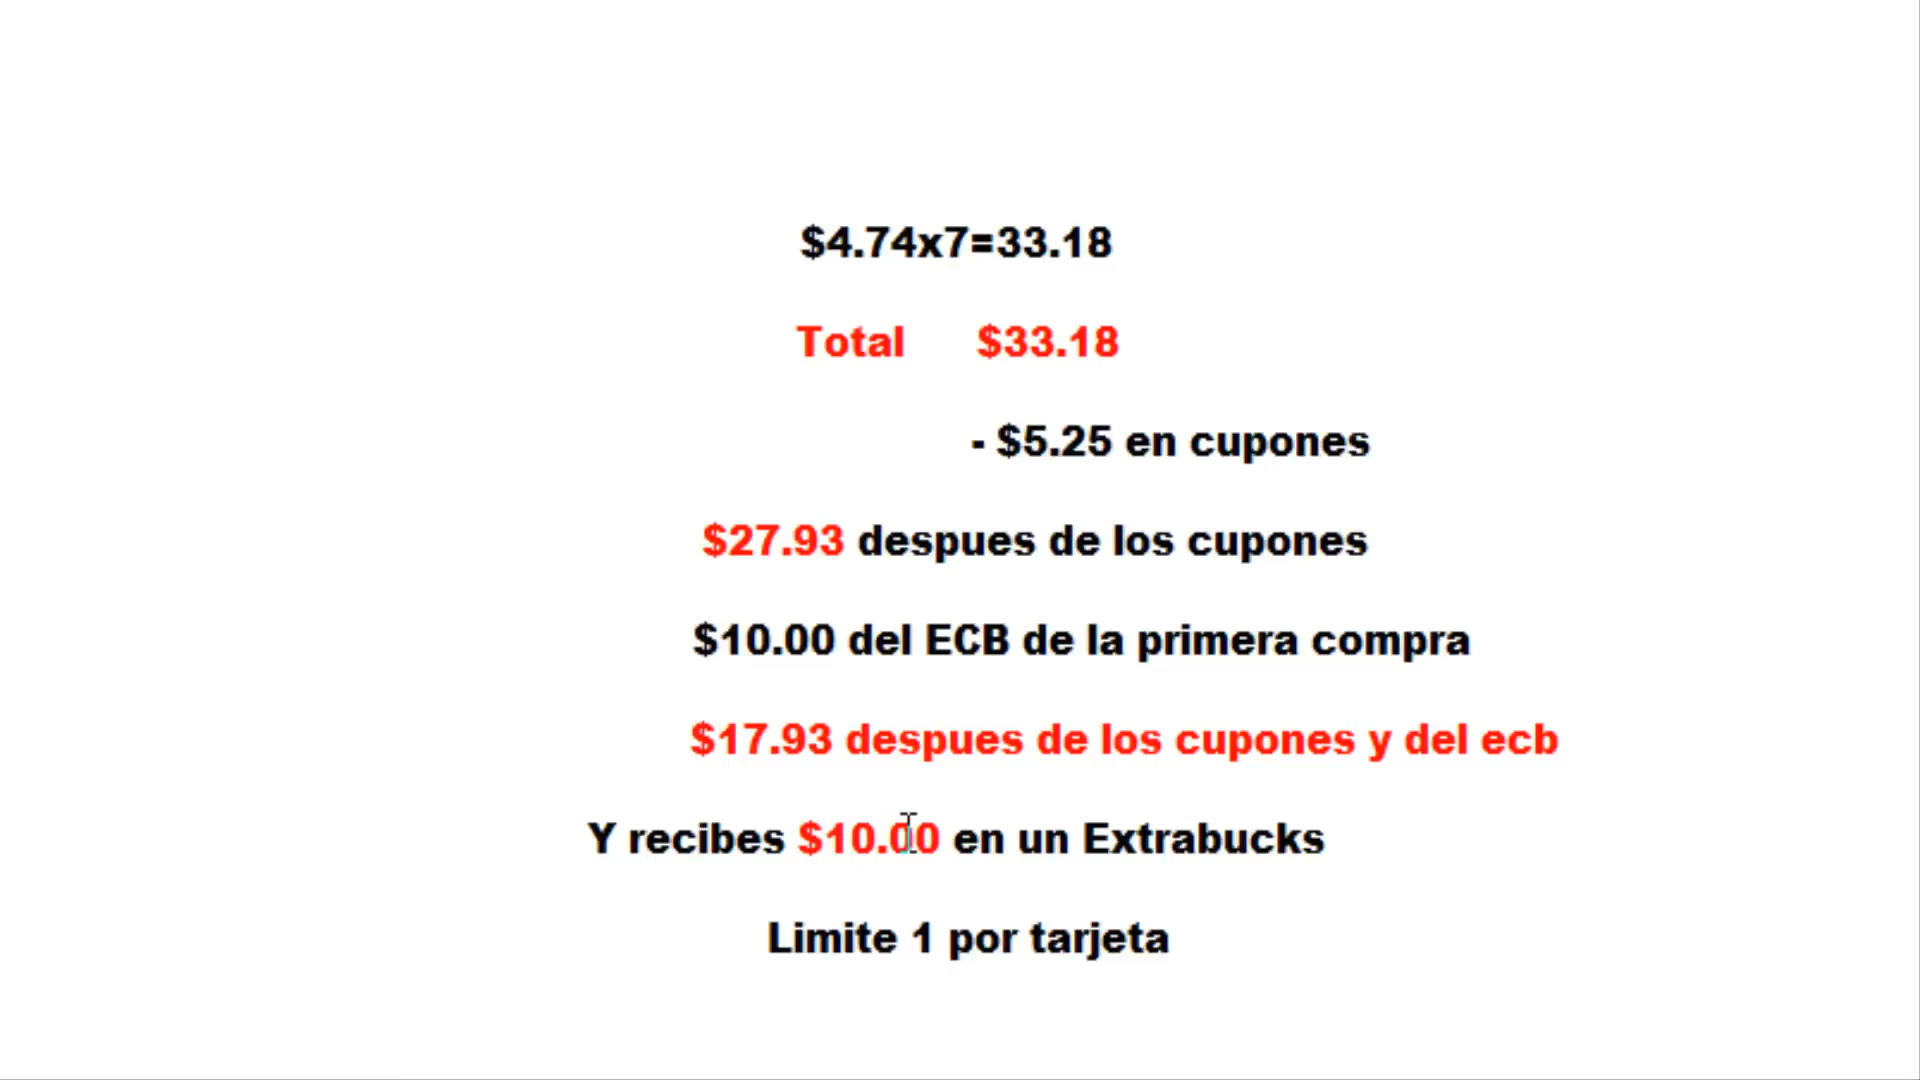 $4.74x7=33.18
Total $33.18
- $5.25 en cupones
$27.93 despues de los cupones
$10.00 del ECB de la primera compra
$17.93 despues de los cupones y del ecb
Y recibes $10.00 en un Extrabucks
Limite 1 por tarjeta